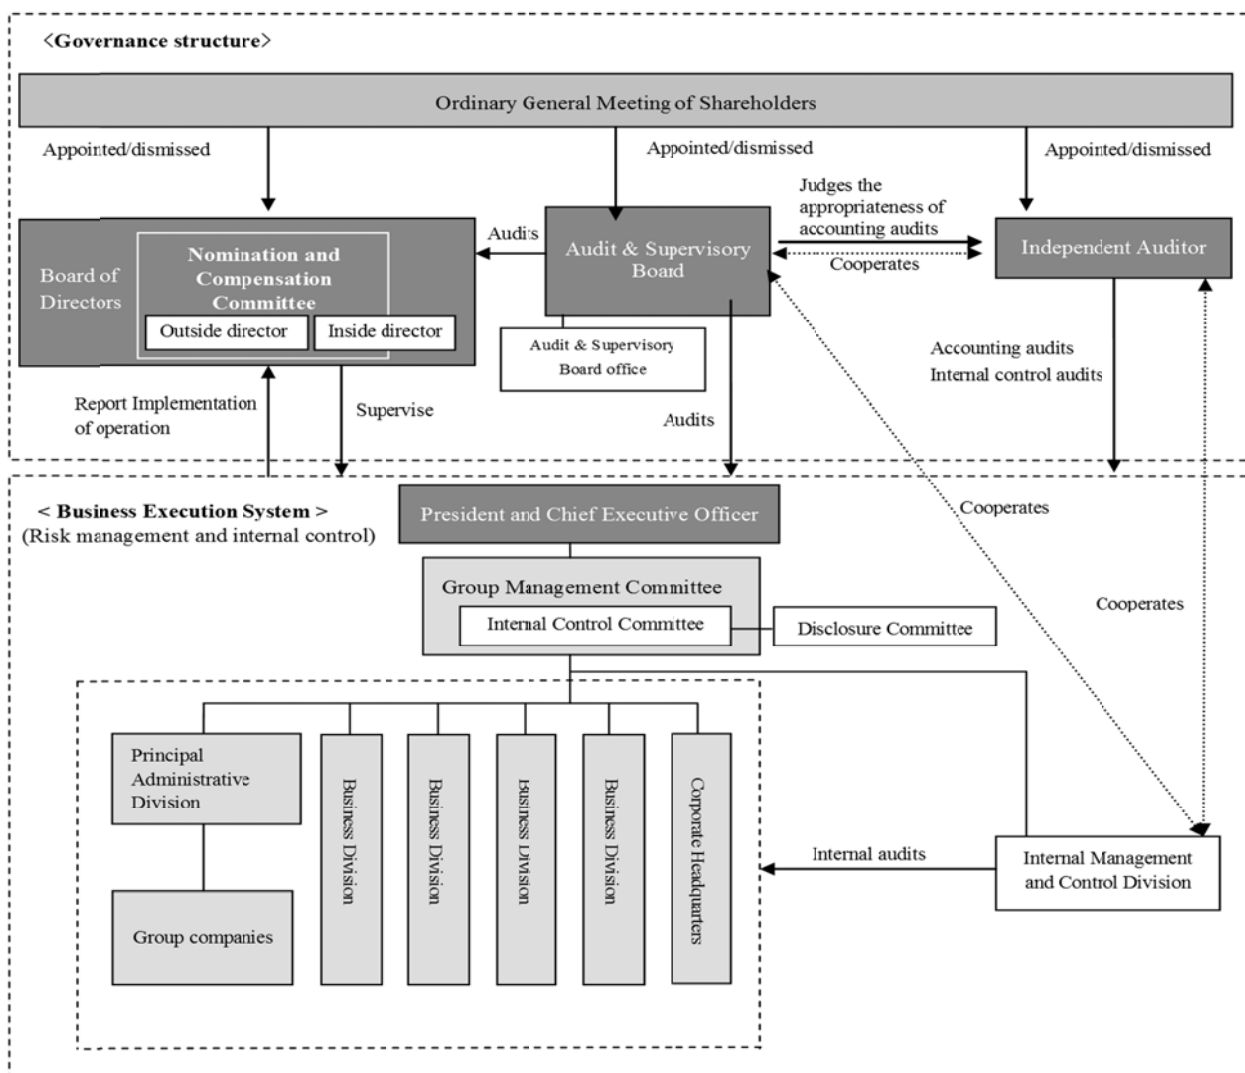 <Governance structure>
Ordinary General Meeting of Shareholders
Appointed/dismissed
Appointed/dismissed
Appointed/dismissed
Judges the
appropriateness of
accounting audits
Board of
Directors
Nomination and
Compensation
Committee
Outside director
Inside director
Audits
Audit & Supervisory
Board
Cooperates
Independent Auditor
Audit & Supervisory
Board office
Accounting audits
Internal control audits
Report Implementation
of operation
Supervise
Audits
< Business Execution System >
(Risk management and internal control)
President and Chief Executive Officer
Cooperates
Group Management Committee
Internal Control Committee
Disclosure Committee
Cooperates
Principal
Administrative
Division
Business Division
Business Division
Business Division
Business Division
Corporate Headquarters
Group companies
Internal audits
Internal Management
and Control Division